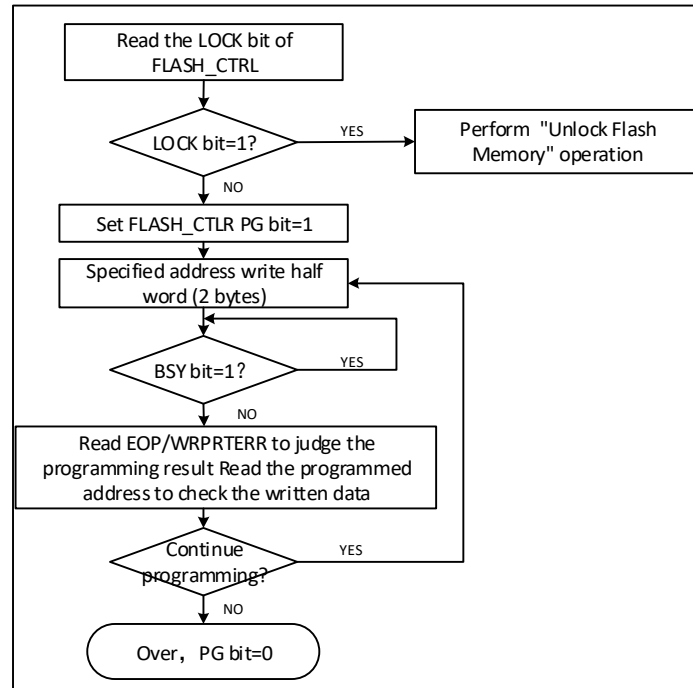 Read the LOCK bit of
FLASH_CTRL
LOCK bit=1?
YES
Perform "Unlock Flash
Memory" operation
NO
Set FLASH_CTLR PG bit=1
Specified address write half
word (2 bytes)
BSY bit=1?
YES
NO
Read EOP/WRPRTERR to judge the
programming result Read the programmed
address to check the written data
Continue
programming?
YES
NO
Over，PG bit=0